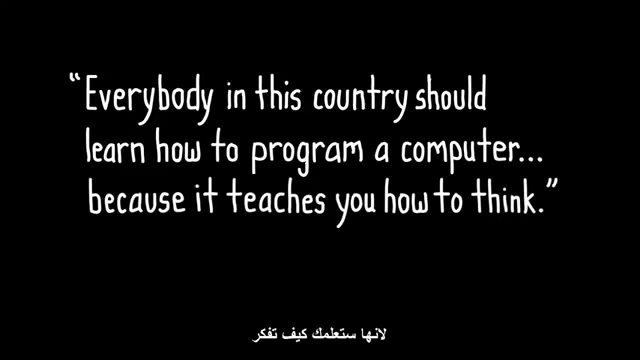 “Everybody in this country should
learn how to program a computer...
because it teaches you how to think.”
لانها ستعلمك كيف تفكر